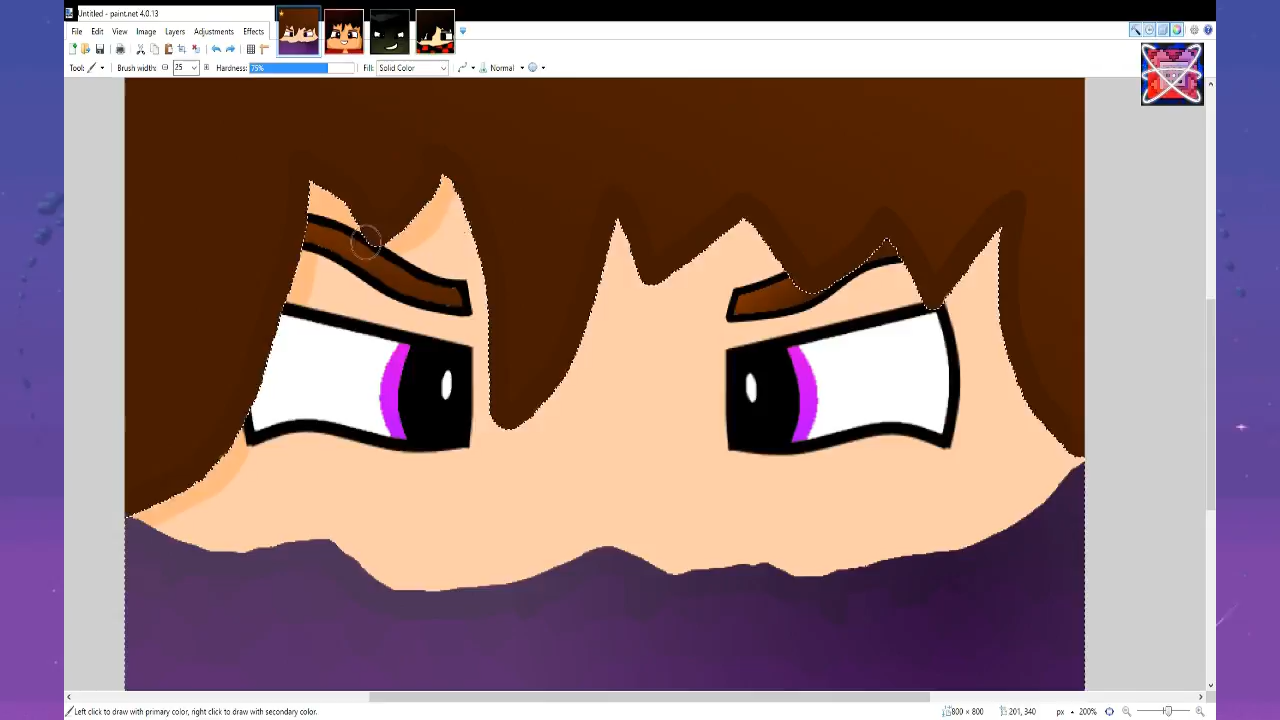 Untitled - paint.net 4.0.13
File Edit View Image Layers Adjustments Effects
Tool: Brush width: 25 Hardness: 75% Fill: Solid Color Normal
Left click to draw with primary color, right click to draw with secondary color. 800 × 800 201, 340 px 200%